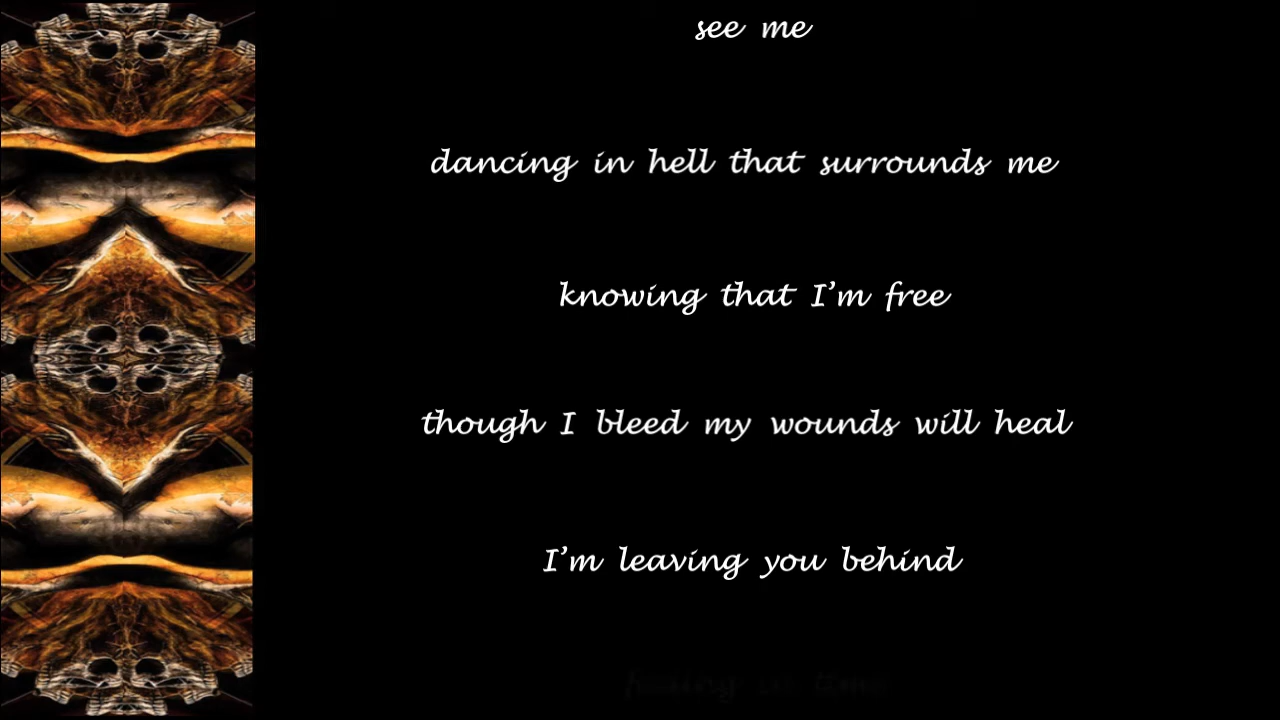 see me
dancing in hell that surrounds me
knowing that I’m free
though I bleed my wounds will heal
I’m leaving you behind